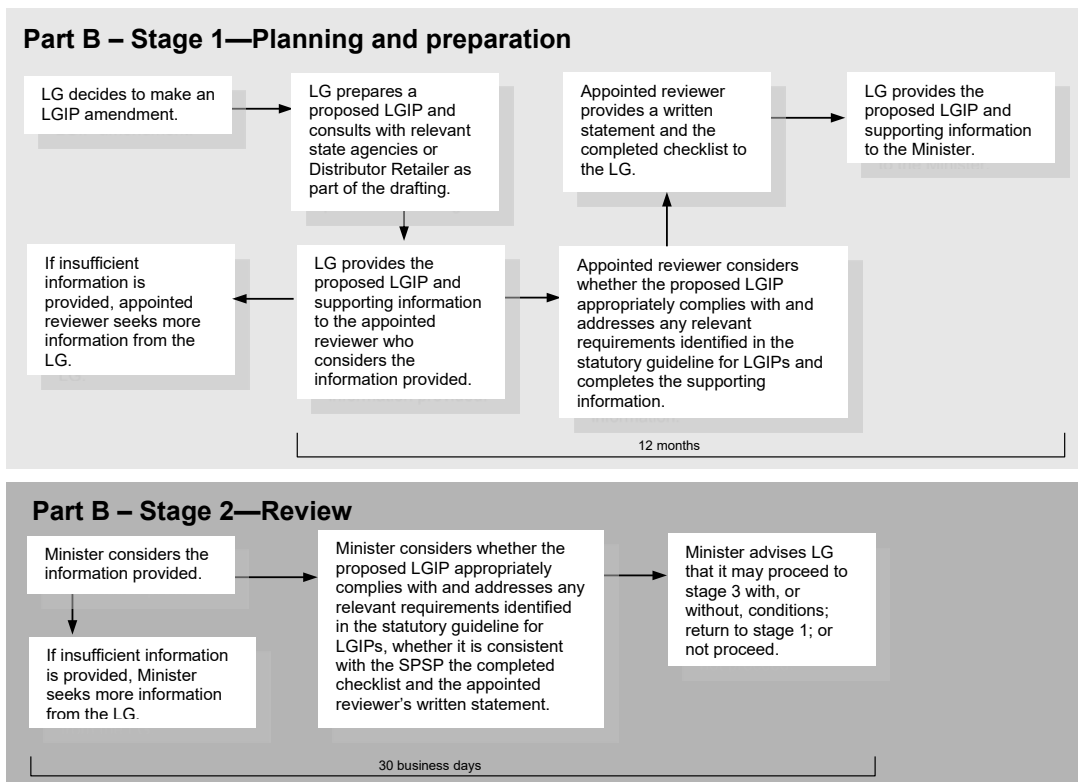 Part B – Stage 1—Planning and preparation
LG decides to make an
LGIP amendment.
LG prepares a
proposed LGIP and
consults with relevant
state agencies or
Distributor Retailer as
part of the drafting.
Appointed reviewer
provides a written
statement and the
completed checklist to
the LG.
LG provides the
proposed LGIP and
supporting information
to the Minister.
If insufficient
information is
provided, appointed
reviewer seeks more
information from the
LG.
LG provides the
proposed LGIP and
supporting information
to the appointed
reviewer who
considers the
information provided.
Appointed reviewer considers
whether the proposed LGIP
appropriately complies with and
addresses any relevant
requirements identified in the
statutory guideline for LGIPs and
completes the supporting
information.
12 months
Part B – Stage 2—Review
Minister considers the
information provided.
Minister considers whether the
proposed LGIP appropriately
complies with and addresses any
relevant requirements identified
in the statutory guideline for
LGIPs, whether it is consistent
with the SPSP the completed
checklist and the appointed
reviewer’s written statement.
Minister advises LG
that it may proceed to
stage 3 with, or
without, conditions;
return to stage 1; or
not proceed.
If insufficient information
is provided, Minister
seeks more information
from the LG.
30 business days